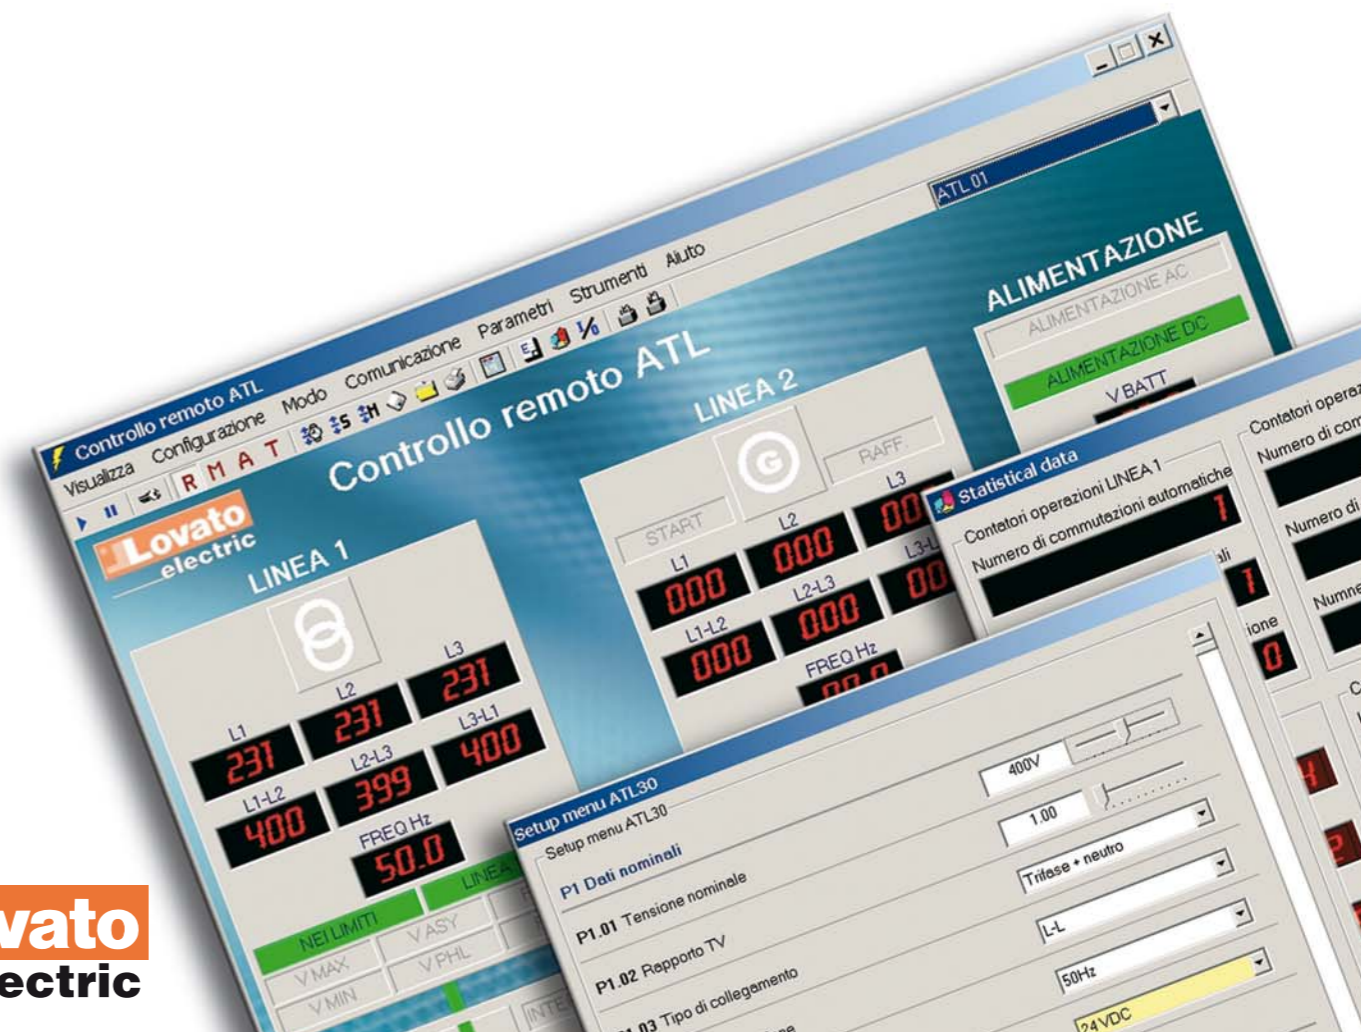 Controllo remoto ATL
Visualizza Configurazione Modo Comunicazione Parametri Strumenti Aiuto
R M A T
ATL 01
Lovato
electric
Controllo remoto ATL
LINEA 1
L1 L2 L3
231 231 231
L1-L2 L2-L3 L3-L1
400 399 400
FREQ Hz
50.0
NEI LIMITI
V MAX V ASY
V MIN V PHL
LINEA 2
G
START RAFF.
L1 L2 L3
000 000
L1-L2 L2-L3
000 000
FREQ Hz
ALIMENTAZIONE
ALIMENTAZIONE AC
ALIMENTAZIONE DC
V BATT
Statistical data
Contatori operazioni LINEA 1
Numero di commutazioni automatiche
1
1
0
Numero di
Setup menu ATL30
Setup menu ATL30
P1 Dati nominali
P1.01 Tensione nominale
400V
P1.02 Rapporto TV
1.00
03 Tipo di collegamento
Trifase + neutro
L-L
50Hz
24 VDC
vato
ectric